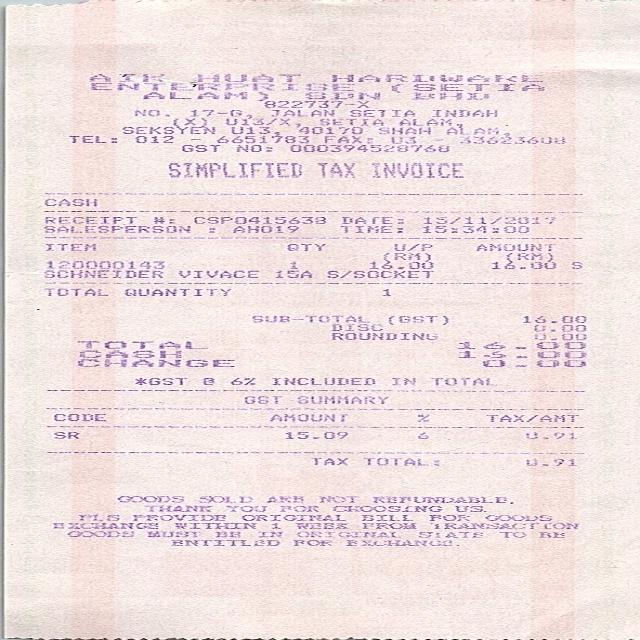 AIK HUAT HARDWARE
ENTERPRISE (SETIA
ALAM) SDN BHD
822737-X
NO. 17-G, JALAN SETIA INDAH
(X) U13/X, SETIA ALAM,
SEKSYEN U13, 40170 SHAH ALAM,
TEL: 012 - 6651783 FAX: 03 - 33623608
GST NO: 000394528768
SIMPLIFIED TAX INVOICE
CASH
RECEIPT #: CSP0415638 DATE: 15/11/2017
SALESPERSON : AH019 TIME: 15:34:00
ITEM QTY U/P AMOUNT
(RM) (RM)
120000143 1 16.00 16.00 S
SCHNEIDER VIVACE 15A S/SOCKET
TOTAL QUANTITY 1
SUB-TOTAL (GST) 16.00
DISC 0.00
ROUNDING 0.00
TOTAL 16.00
CASH
CHANGE 0.00
*GST @ 6% INCLUDED IN TOTAL
GST SUMMARY
CODE AMOUNT % TAX/AMT
SR 15.09 6 0.91
TAX TOTAL: 0.91
GOODS SOLD ARE NOT REFUNDABLE.
THANK YOU FOR CHOOSING US.
PLS PROVIDE ORIGINAL BILL FOR GOODS
EXCHANGE WITHIN 1 WEEK FROM TRANSACTION
GOODS MUST BE IN ORIGINAL STATE TO BE
ENTITLED FOR EXCHANGE.